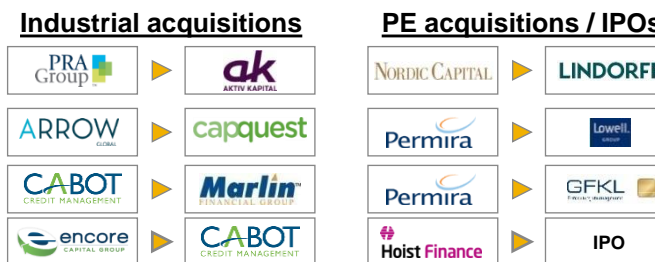 Industrial acquisitions
PE acquisitions / IPOs
PRA
Group
AKTIV KAPITAL
NORDIC CAPITAL
LINDORFF
ARROW
GLOBAL
capquest
Permira
Lowell.
GROUP
CABOT
CREDIT MANAGEMENT
Marlin
FINANCIAL GROUP
Permira
GFKL
encore
CAPITAL GROUP
CABOT
CREDIT MANAGEMENT
Hoist Finance
IPO